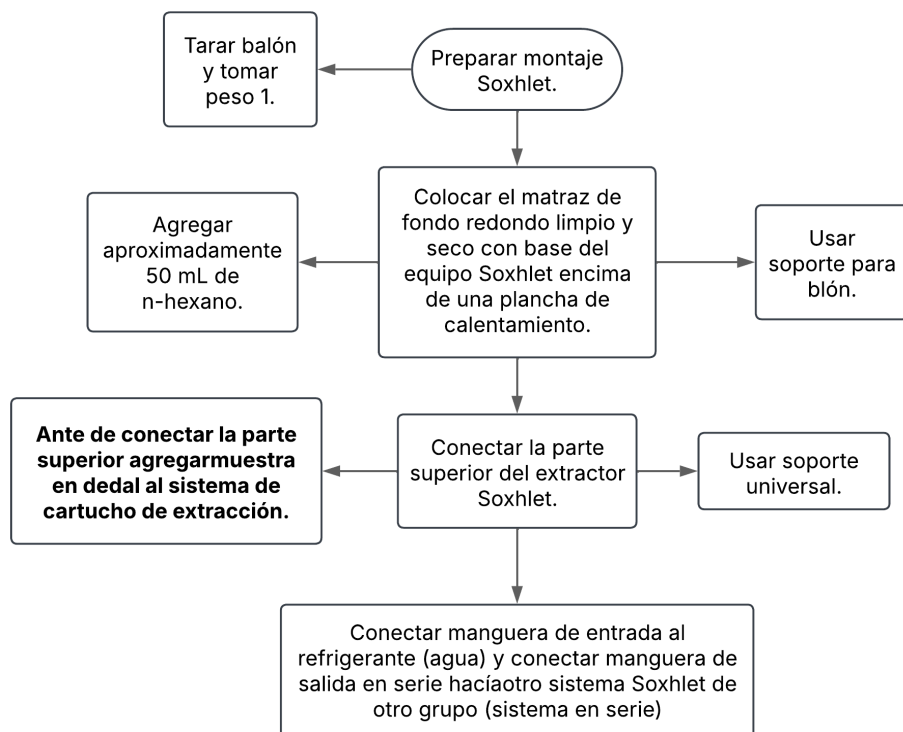 Tarar balón
y tomar
peso 1.
Preparar montaje
Soxhlet.
Agregar
aproximadamente
50 mL de
n-hexano.
Colocar el matraz de
fondo redondo limpio y
seco con base del
equipo Soxhlet encima
de una plancha de
calentamiento.
Usar
soporte para
blón.
Ante de conectar la parte
superior agregarmuestra
en dedal al sistema de
cartucho de extracción.
Conectar la parte
superior del extractor
Soxhlet.
Usar soporte
universal.
Conectar manguera de entrada al
refrigerante (agua) y conectar manguera de
salida en serie hacíaotro sistema Soxhlet de
otro grupo (sistema en serie)